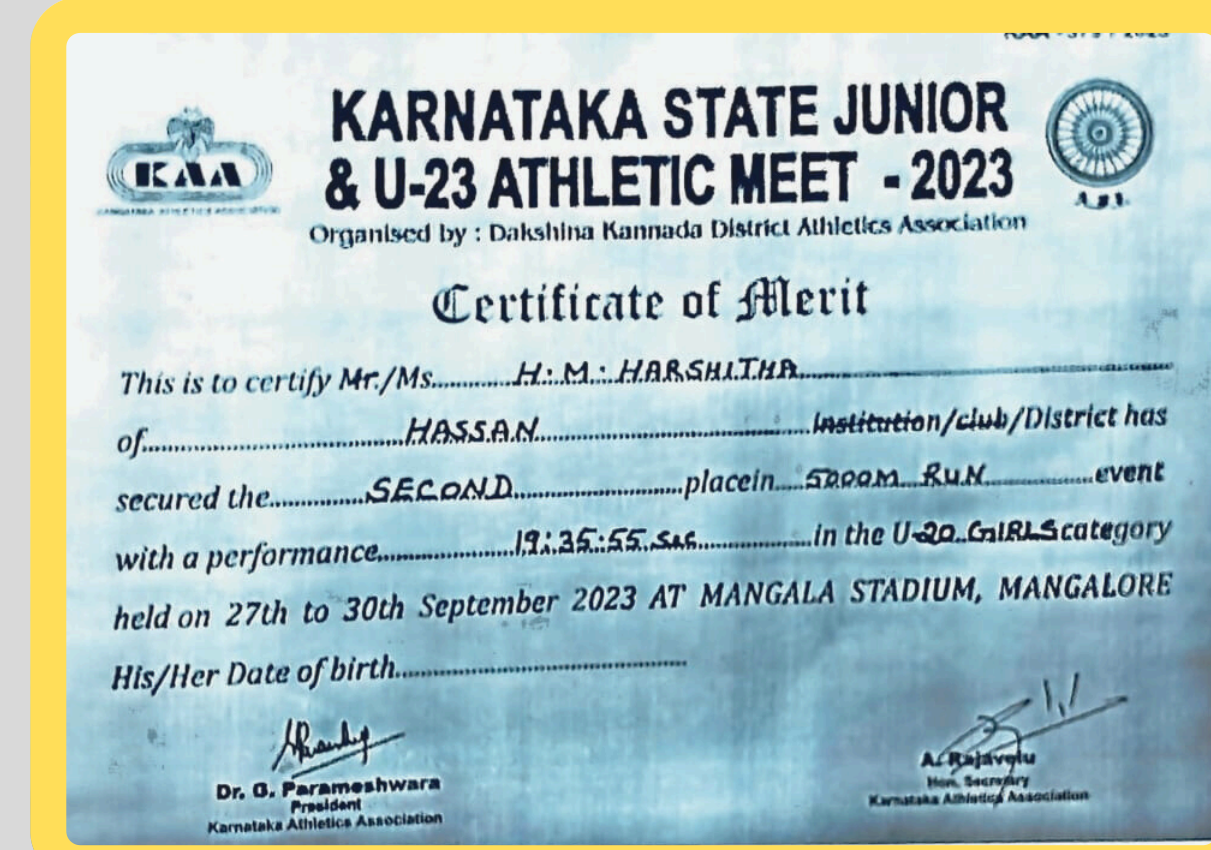 KAA
KARNATAKA STATE JUNIOR
& U-23 ATHLETIC MEET - 2023
KARNATAKA ATHLETICS ASSOCIATION
Organised by : Dakshina Kannada District Athletics Association
Certificate of Merit
This is to certify Mr./Ms............H.M. HARSHITHA
of.................HASSAN.................Institution/club/District has
secured the.............SECOND.............placein....5000M RUN.............event
with a performance.............19:35:55 Sec.............in the U-20 GIRLS category
held on 27th to 30th September 2023 AT MANGALA STADIUM, MANGALORE
His/Her Date of birth.............
Dr. G. Parameshwara
President
Karnataka Athletics Association
A. Rajavelu
Hon. Secretary
Karnataka Athletics Association